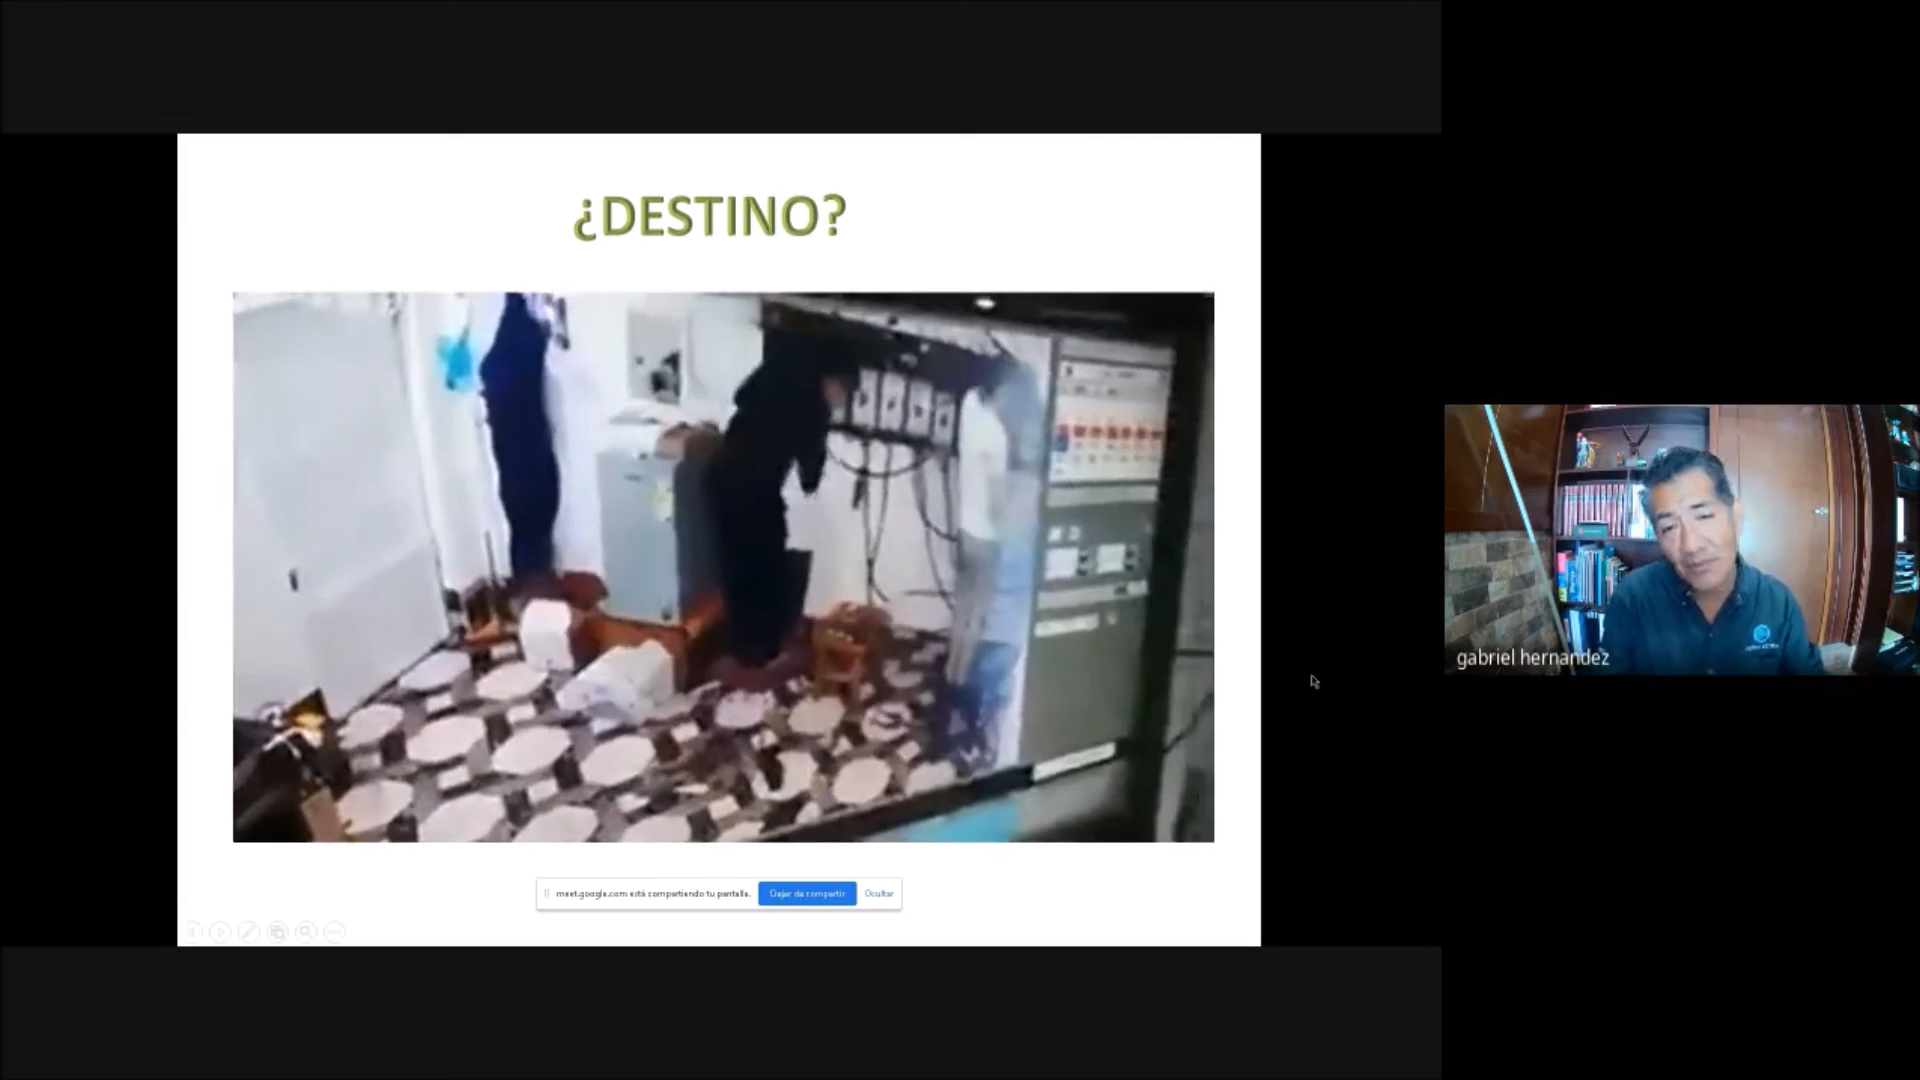 ¿DESTINO?
meet.google.com está compartiendo tu pantalla.
Dejar de compartir
Ocultar
gabriel hernandez